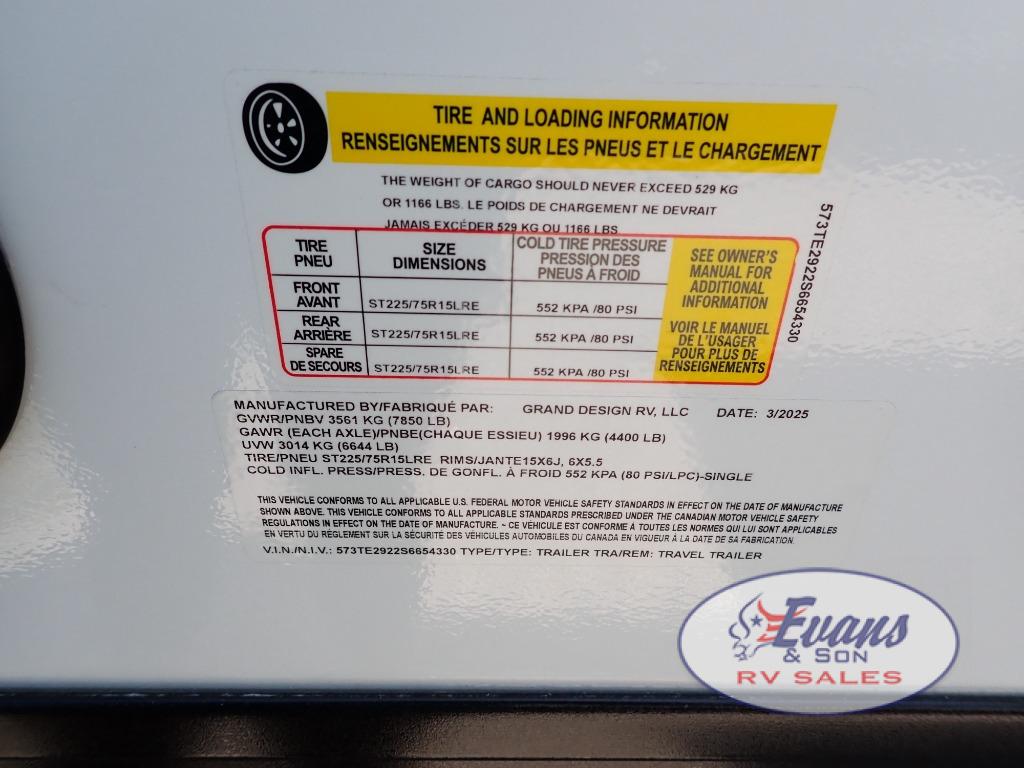 TIRE AND LOADING INFORMATION
RENSEIGNEMENTS SUR LES PNEUS ET LE CHARGEMENT
THE WEIGHT OF CARGO SHOULD NEVER EXCEED 529 KG
OR 1166 LBS. LE POIDS DE CHARGEMENT NE DEVRAIT
JAMAIS EXCÉDER 529 KG OU 1166 LBS
TIRE
PNEU
SIZE
DIMENSIONS
COLD TIRE PRESSURE
PRESSION DES
PNEUS À FROID
FRONT
AVANT
ST225/75R15LRE
552 KPA /80 PSI
REAR
ARRIÈRE
ST225/75R15LRE
552 KPA /80 PSI
SPARE
DE SECOURS
ST225/75R15LRE
552 KPA /80 PSI
SEE OWNER'S
MANUAL FOR
ADDITIONAL
INFORMATION
VOIR LE MANUEL
DE L'USAGER
POUR PLUS DE
RENSEIGNEMENTS
573TE2922S6654330
MANUFACTURED BY/FABRIQUÉ PAR: GRAND DESIGN RV, LLC DATE: 3/2025
GVWR/PNBV 3561 KG (7850 LB)
GAWR (EACH AXLE)/PNBE(CHAQUE ESSIEU) 1996 KG (4400 LB)
UVW 3014 KG (6644 LB)
TIRE/PNEU ST225/75R15LRE RIMS/JANTE15X6J, 6X5.5
COLD INFL. PRESS/PRESS. DE GONFL. À FROID 552 KPA (80 PSI/LPC)-SINGLE
THIS VEHICLE CONFORMS TO ALL APPLICABLE U.S. FEDERAL MOTOR VEHICLE SAFETY STANDARDS IN EFFECT ON THE DATE OF MANUFACTURE
SHOWN ABOVE. THIS VEHICLE CONFORMS TO ALL APPLICABLE STANDARDS PRESCRIBED UNDER THE CANADIAN MOTOR VEHICLE SAFETY
REGULATIONS IN EFFECT ON THE DATE OF MANUFACTURE. ~ CE VÉHICULE EST CONFORME À TOUTES LES NORMES QUI LUI SONT APPLICABLES
EN VERTU DU RÈGLEMENT SUR LA SÉCURITÉ DES VÉHICULES AUTOMOBILES DU CANADA EN VIGUEUR À LA DATE DE SA FABRICATION.
V.I.N./N.I.V.: 573TE2922S6654330 TYPE/TYPE: TRAILER TRA/REM: TRAVEL TRAILER
Evans
& SON
RV SALES